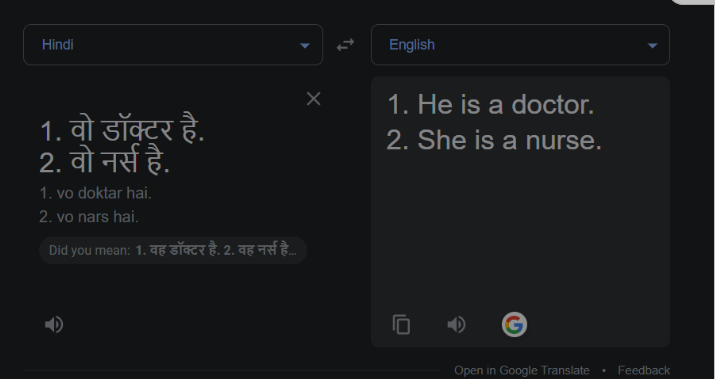 Hindi
English
1. वो डॉक्टर है.
2. वो नर्स है.
1. vo doktar hai.
2. vo nars hai.
Did you mean: 1. वह डॉक्टर है. 2. वह नर्स है...
1. He is a doctor.
2. She is a nurse.
Open in Google Translate • Feedback